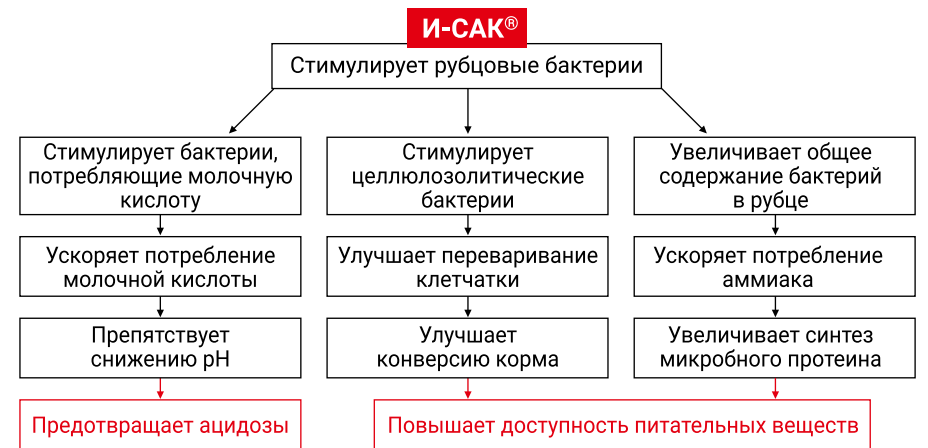 И-САК®
Стимулирует рубцовые бактерии
Стимулирует бактерии,
потребляющие молочную
кислоту
Стимулирует
целлюлозолитические
бактерии
Увеличивает общее
содержание бактерий
в рубце
Ускоряет потребление
молочной кислоты
Улучшает переваривание
клетчатки
Ускоряет потребление
аммиака
Препятствует
снижению pH
Улучшает
конверсию корма
Увеличивает синтез
микробного протеина
Предотвращает ацидозы
Повышает доступность питательных веществ